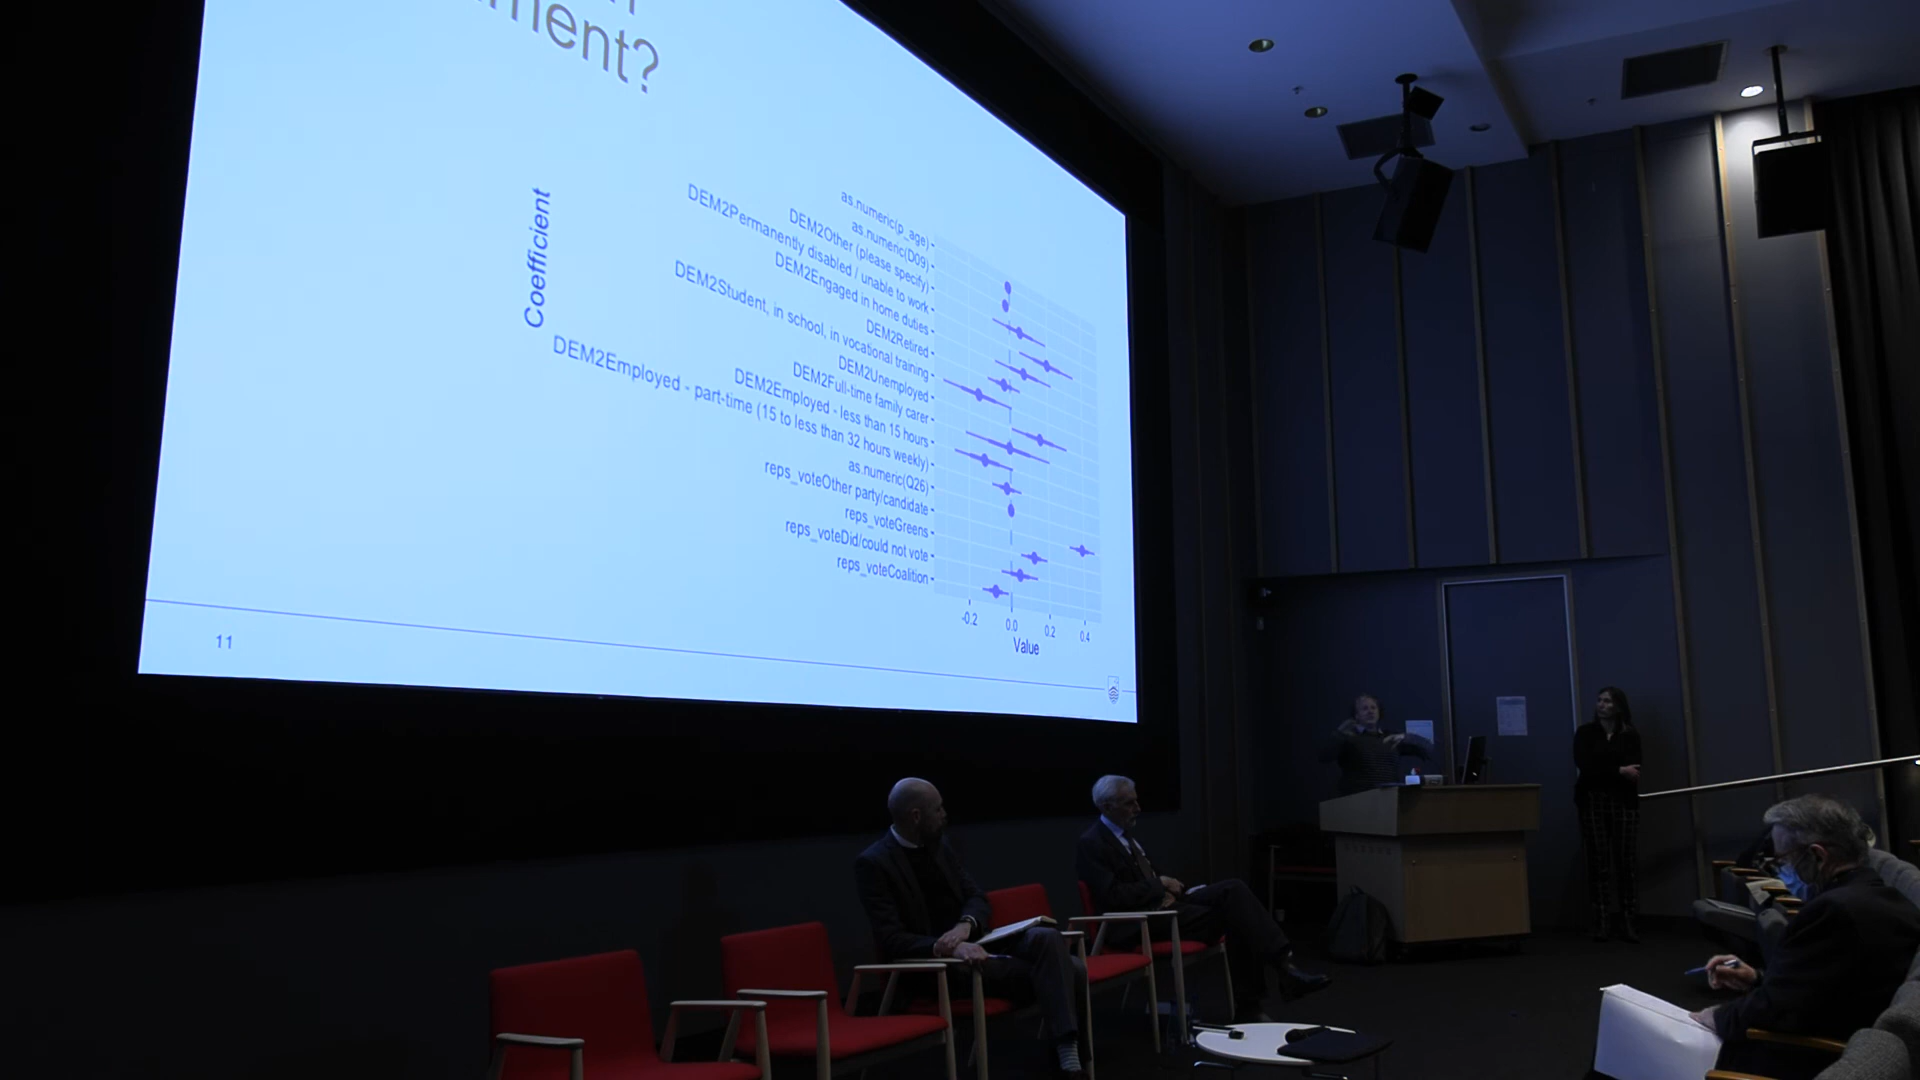 ment?
Coefficient
as.numeric(p_age)
as.numeric(D09)
DEM2Other (please specify)
DEM2Permanently disabled / unable to work
DEM2Engaged in home duties
DEM2Retired
DEM2Student, in school, in vocational training
DEM2Unemployed
DEM2Full-time family carer
DEM2Employed - less than 15 hours
DEM2Employed - part-time (15 to less than 32 hours weekly)
as.numeric(Q26)
reps_voteOther party/candidate
reps_voteGreens
reps_voteDid/could not vote
reps_voteCoalition
-0.2 0.0 0.2 0.4
Value
11